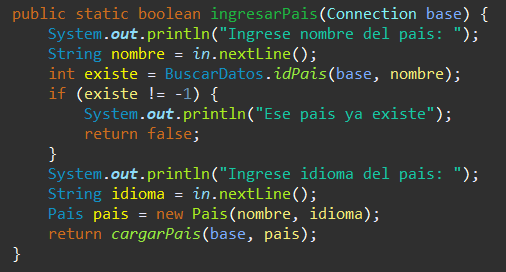 public static boolean ingresarPais(Connection base) {
System.out.println("Ingrese nombre del pais: ");
String nombre = in.nextLine();
int existe = BuscarDatos.idPais(base, nombre);
if (existe != -1) {
System.out.println("Ese pais ya existe");
return false;
}
System.out.println("Ingrese idioma del pais: ");
String idioma = in.nextLine();
Pais pais = new Pais(nombre, idioma);
return cargarPais(base, pais);
}